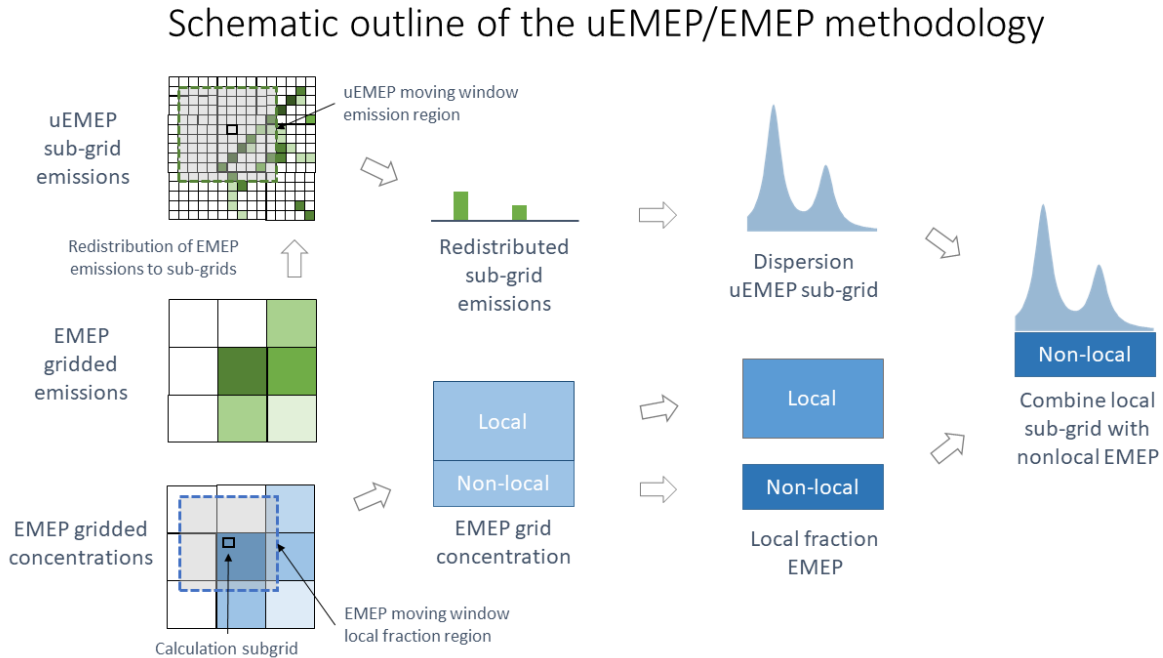 Schematic outline of the uEMEP/EMEP methodology
uEMEP
sub-grid
emissions
uEMEP moving window
emission region
Redistribution of EMEP
emissions to sub-grids
Redistributed
sub-grid
emissions
Dispersion
uEMEP sub-grid
EMEP
gridded
emissions
Local
Non-local
EMEP grid
concentration
Local
Non-local
Local fraction
EMEP
Non-local
Combine local
sub-grid with
nonlocal EMEP
EMEP gridded
concentrations
EMEP moving window
local fraction region
Calculation subgrid